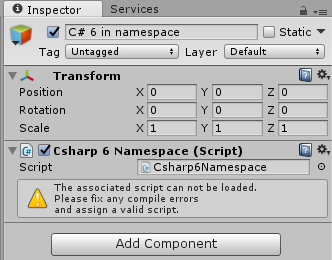 Inspector Services
C# 6 in namespace Static
Tag Untagged Layer Default
Transform
Position X 0 Y 0 Z 0
Rotation X 0 Y 0 Z 0
Scale X 1 Y 1 Z 1
Csharp 6 Namespace (Script)
Script Csharp6Namespace
The associated script can not be loaded.
Please fix any compile errors
and assign a valid script.
Add Component